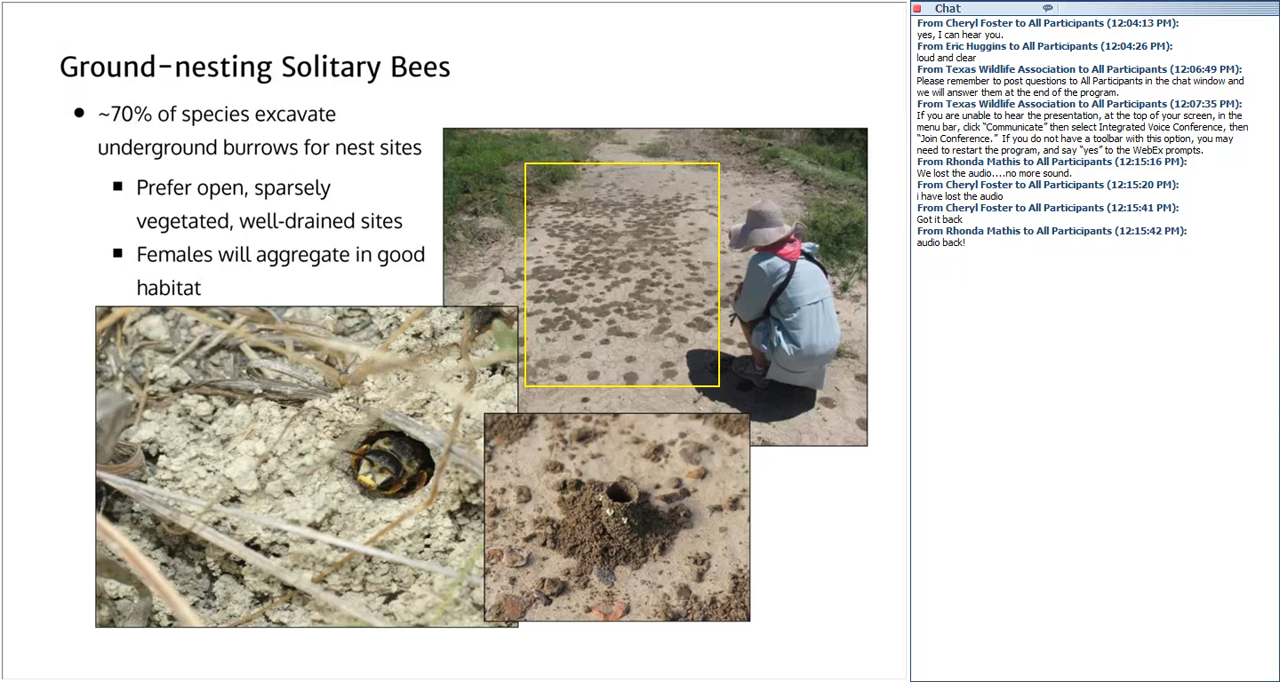 Ground-nesting Solitary Bees
● ~70% of species excavate
underground burrows for nest sites
■ Prefer open, sparsely
vegetated, well-drained sites
■ Females will aggregate in good
habitat
Chat
From Cheryl Foster to All Participants (12:04:13 PM):
yes, I can hear you.
From Eric Huggins to All Participants (12:04:26 PM):
loud and clear
From Texas Wildlife Association to All Participants (12:06:49 PM):
Please remember to post questions to All Participants in the chat window and
we will answer them at the end of the program.
From Texas Wildlife Association to All Participants (12:07:35 PM):
If you are unable to hear the presentation, at the top of your screen, in the
menu bar, click “Communicate” then select Integrated Voice Conference, then
“Join Conference.”  If you do not have a toolbar with this option, you may
need to restart the program, and say “yes” to the WebEx prompts.
From Rhonda Mathis to All Participants (12:15:16 PM):
We lost the audio....no more sound.
From Cheryl Foster to All Participants (12:15:20 PM):
i have lost the audio
From Cheryl Foster to All Participants (12:15:41 PM):
Got it back
From Rhonda Mathis to All Participants (12:15:42 PM):
audio back!